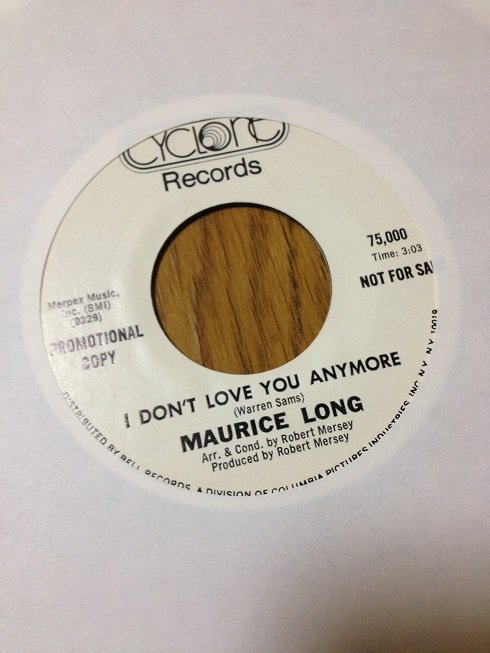 CYCLONE
Records
75,000
Time: 3:03
NOT FOR SA
Merpex Music,
Inc. (BMI)
(9328)
PROMOTIONAL
COPY
I DON'T LOVE YOU ANYMORE
(Warren Sams)
MAURICE LONG
Arr. & Cond. by Robert Mersey
Produced by Robert Mersey
DISTRIBUTED BY BELL RECORDS, A DIVISION OF COLUMBIA PICTURES INDUSTRIES, INC. N.Y., N.Y. 10019